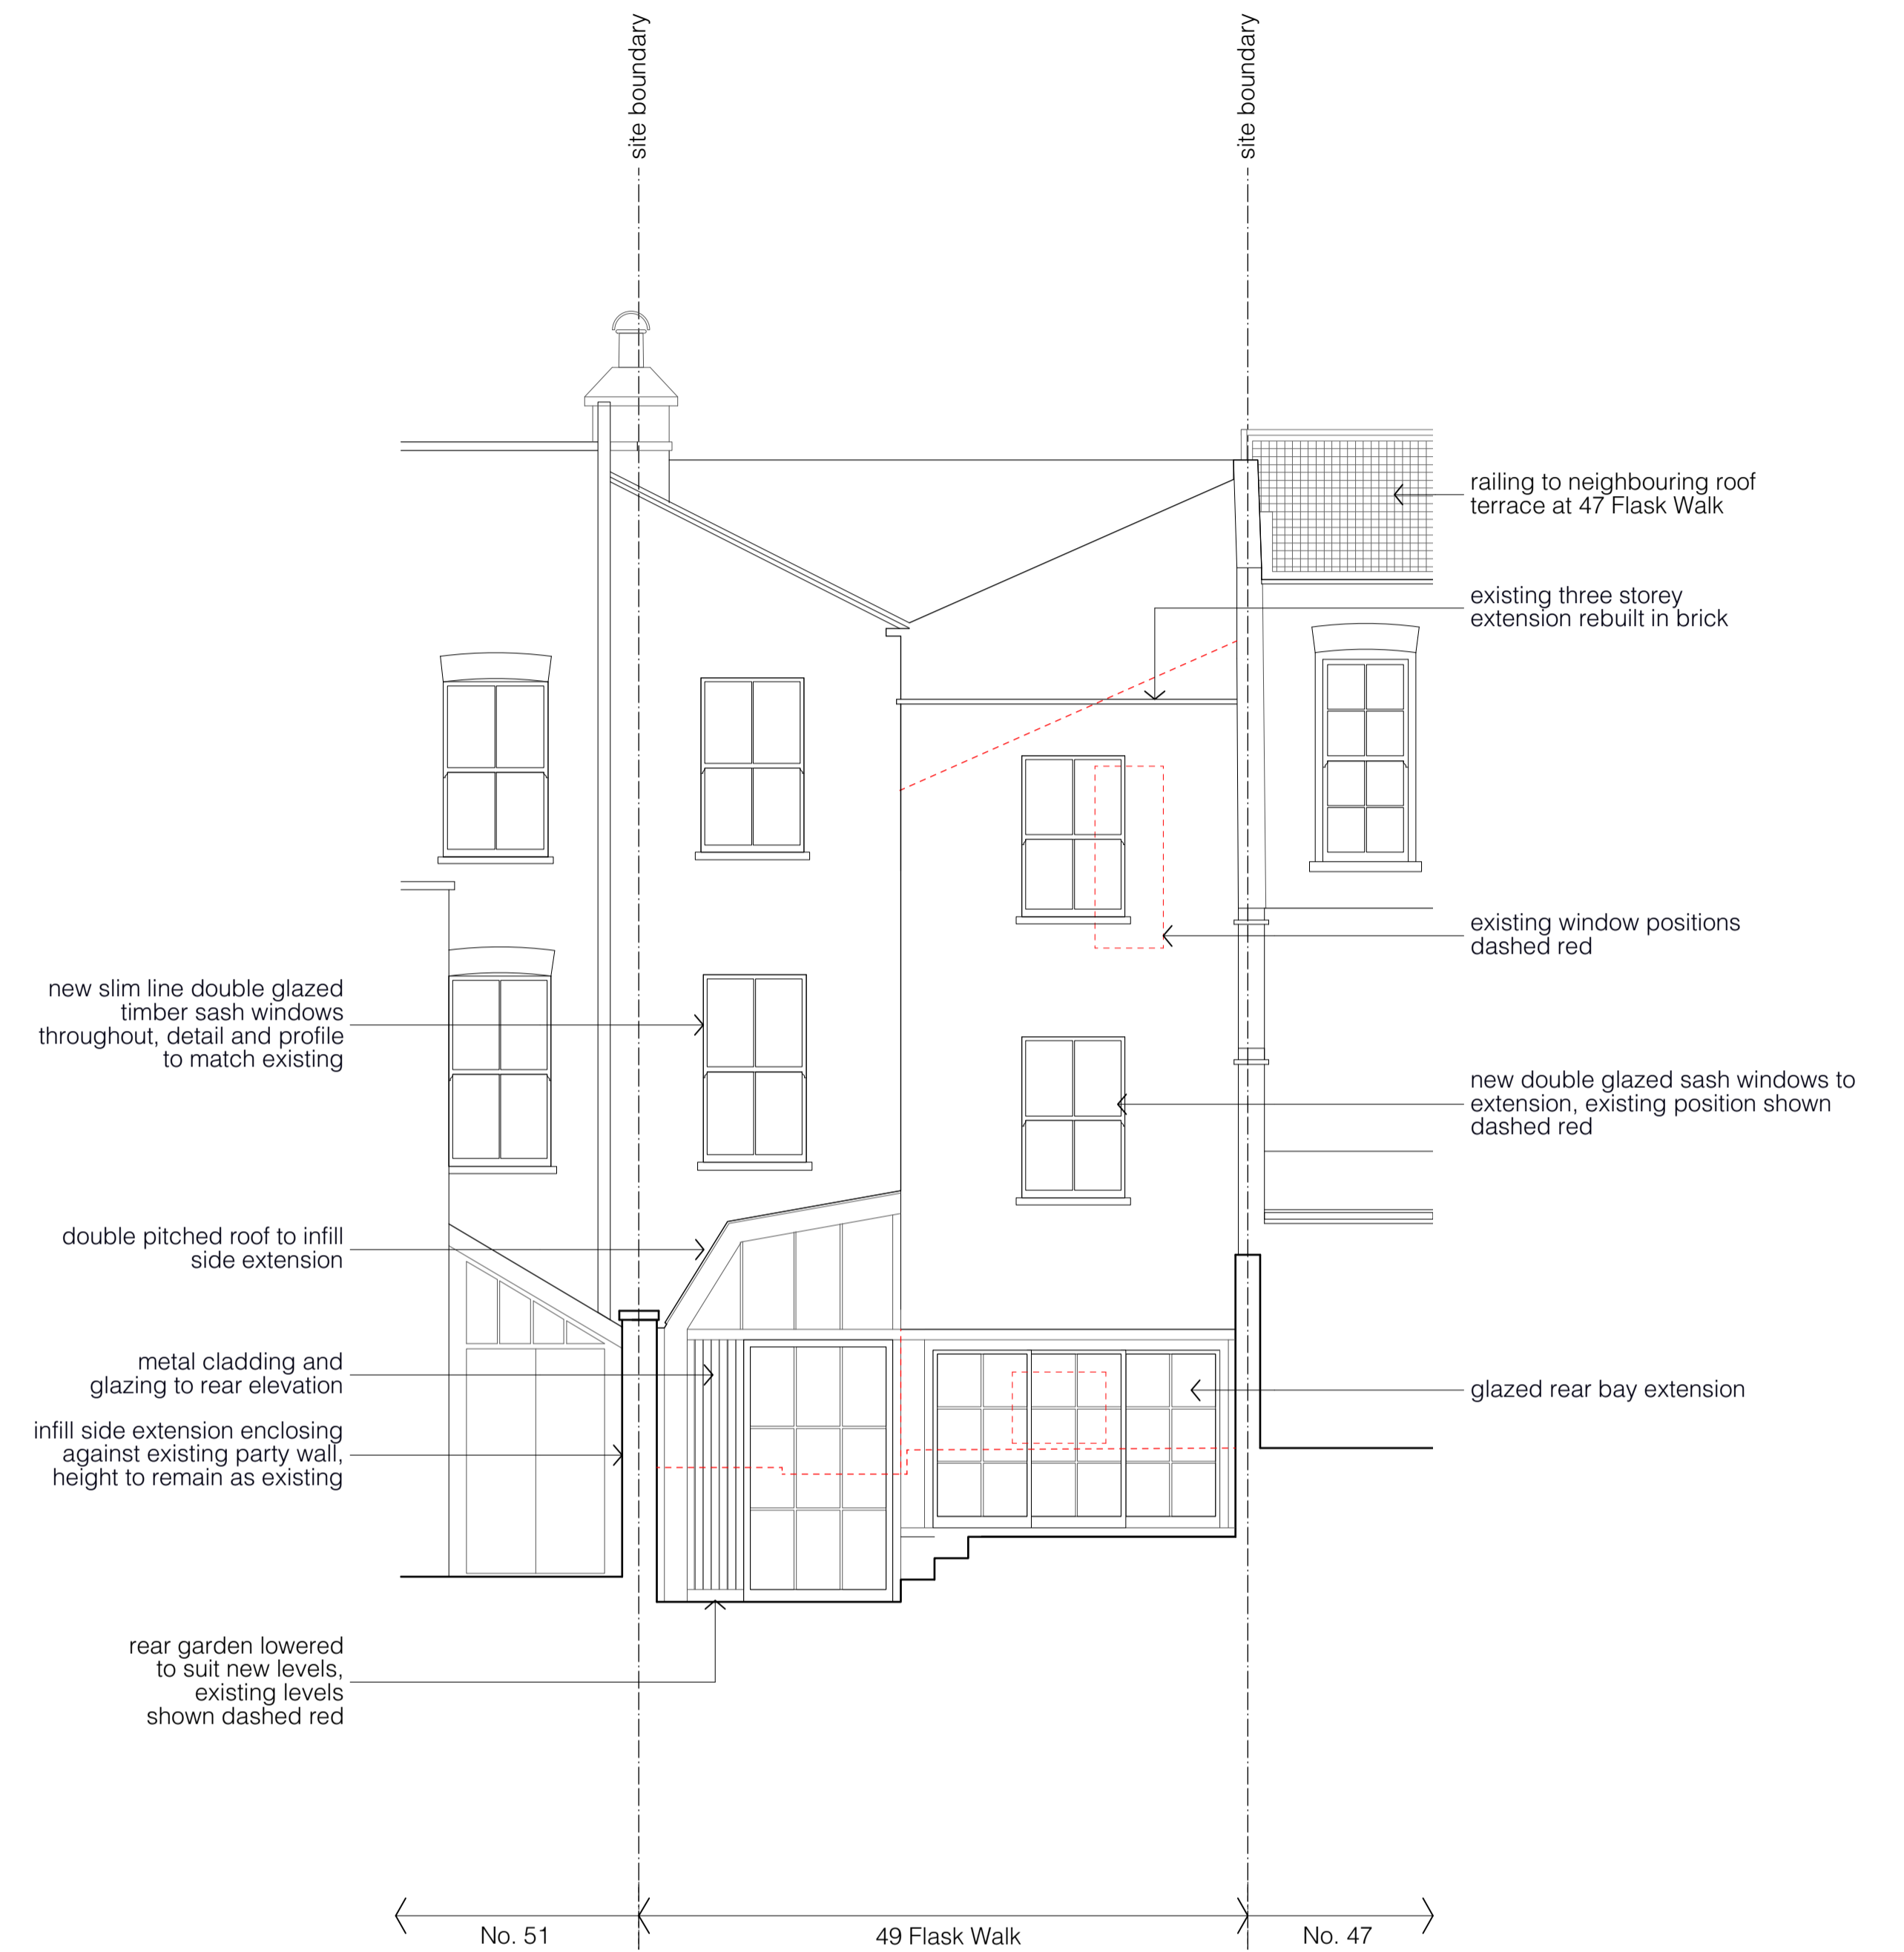 site boundary
site boundary
railing to neighbouring roof
terrace at 47 Flask Walk
existing three storey
extension rebuilt in brick
existing window positions
dashed red
new slim line double glazed
timber sash windows
throughout, detail and profile
to match existing
new double glazed sash windows to
extension, existing position shown
dashed red
double pitched roof to infill
side extension
metal cladding and
glazing to rear elevation
glazed rear bay extension
infill side extension enclosing
against existing party wall,
height to remain as existing
rear garden lowered
to suit new levels,
existing levels
shown dashed red
No. 51
49 Flask Walk
No. 47